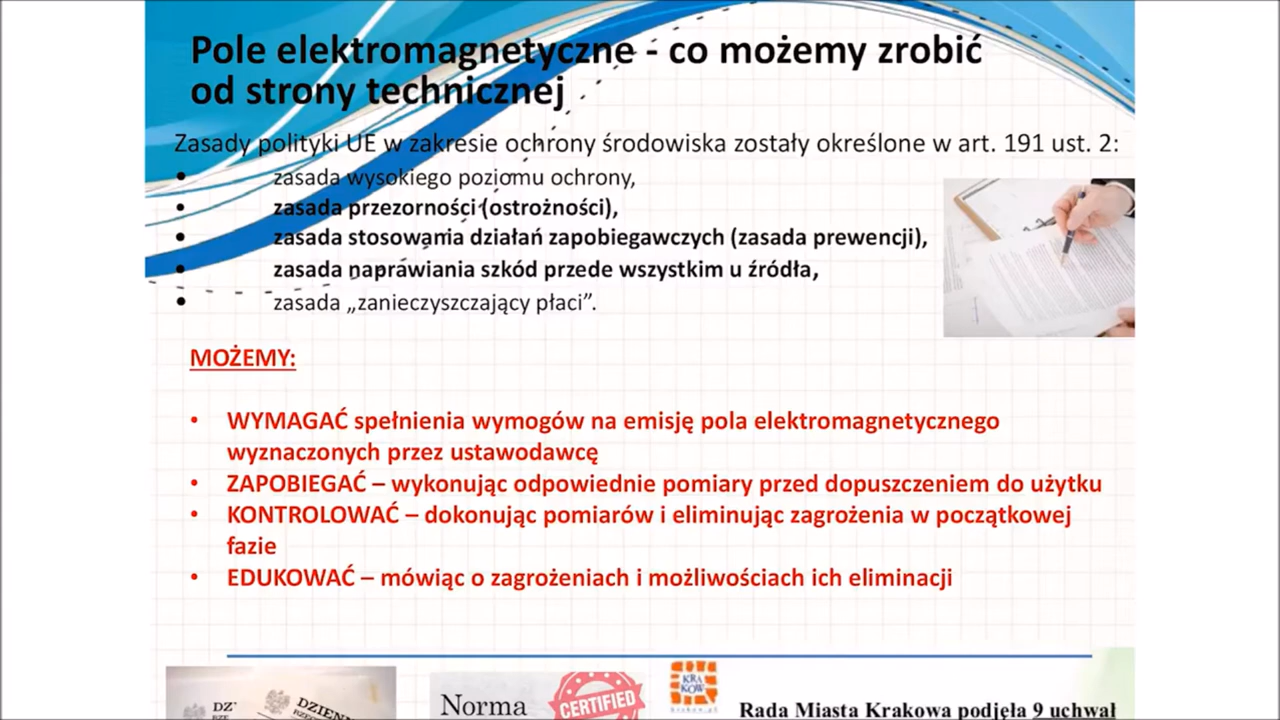 Pole elektromagnetyczne - co możemy zrobić
od strony technicznej
Zasady polityki UE w zakresie ochrony środowiska zostały określone w art. 191 ust. 2:
• zasada wysokiego poziomu ochrony,
• zasada przezorności (ostrożności),
• zasada stosowania działań zapobiegawczych (zasada prewencji),
• zasada naprawiania szkód przede wszystkim u źródła,
• zasada „zanieczyszczający płaci”.
MOŻEMY:
• WYMAGAĆ spełnienia wymogów na emisję pola elektromagnetycznego
wyznaczonych przez ustawodawcę
• ZAPOBIEGAĆ – wykonując odpowiednie pomiary przed dopuszczeniem do użytku
• KONTROLOWAĆ – dokonując pomiarów i eliminując zagrożenia w początkowej
fazie
• EDUKOWAĆ – mówiąc o zagrożeniach i możliwościach ich eliminacji
KRA
KOW
Norma
CERTIFIED
Rada Miasta Krakowa podjęła 9 uchwał